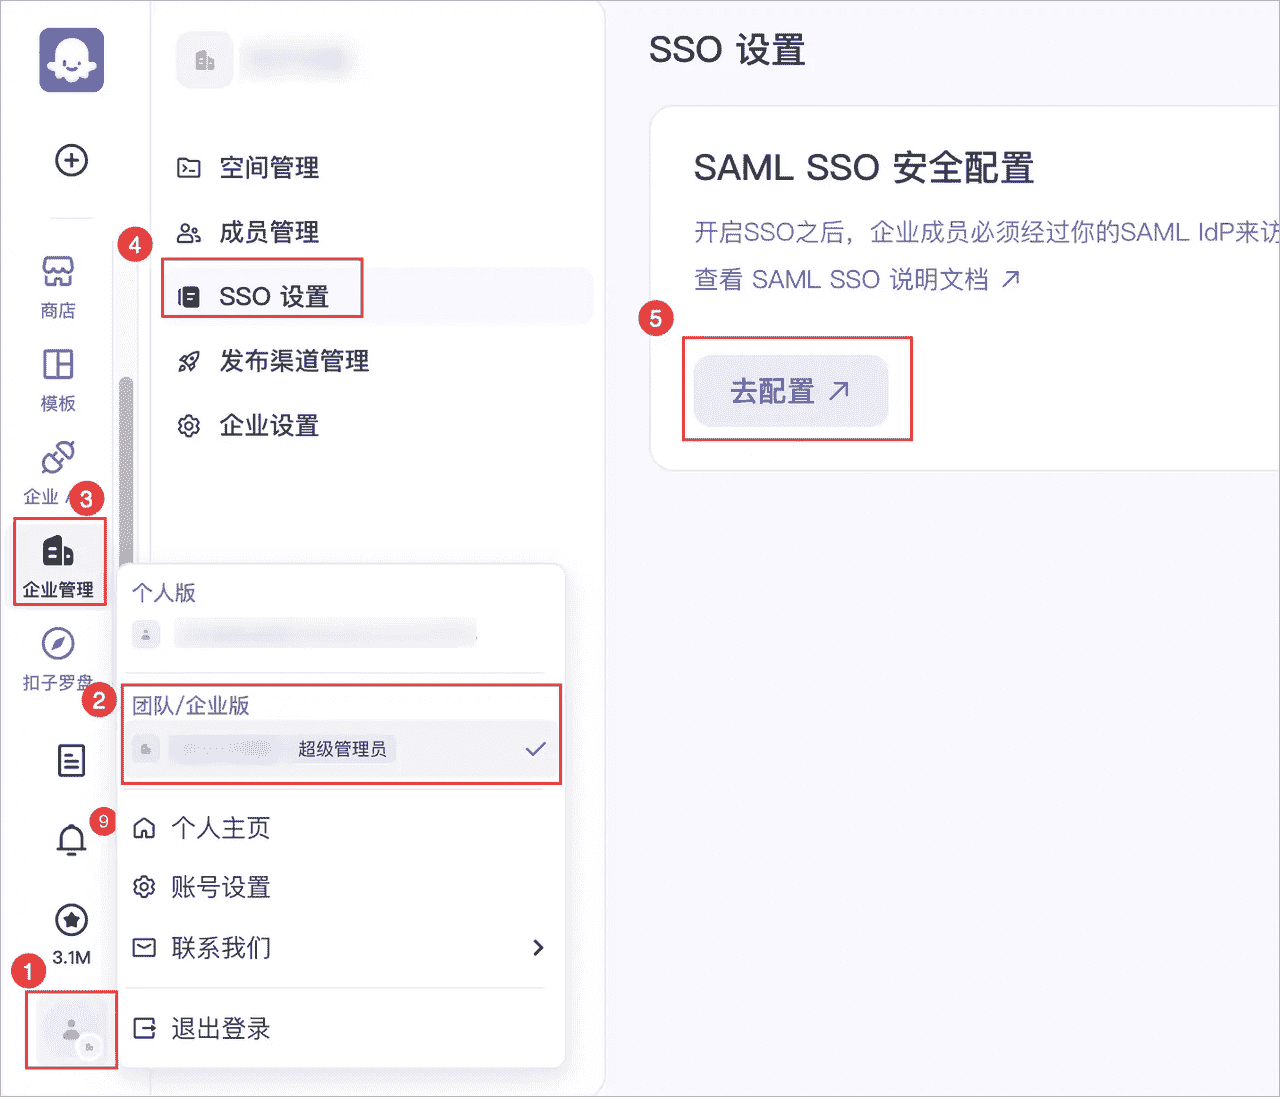 空间管理
4
成员管理
SSO 设置
发布渠道管理
企业设置
商店
模板
企业 A
3
企业管理
扣子罗盘
9
3.1M
1
个人版
2
团队/企业版
超级管理员
个人主页
账号设置
联系我们
退出登录
SSO 设置
SAML SSO 安全配置
开启SSO之后，企业成员必须经过你的SAML IdP来访
查看 SAML SSO 说明文档
5
去配置